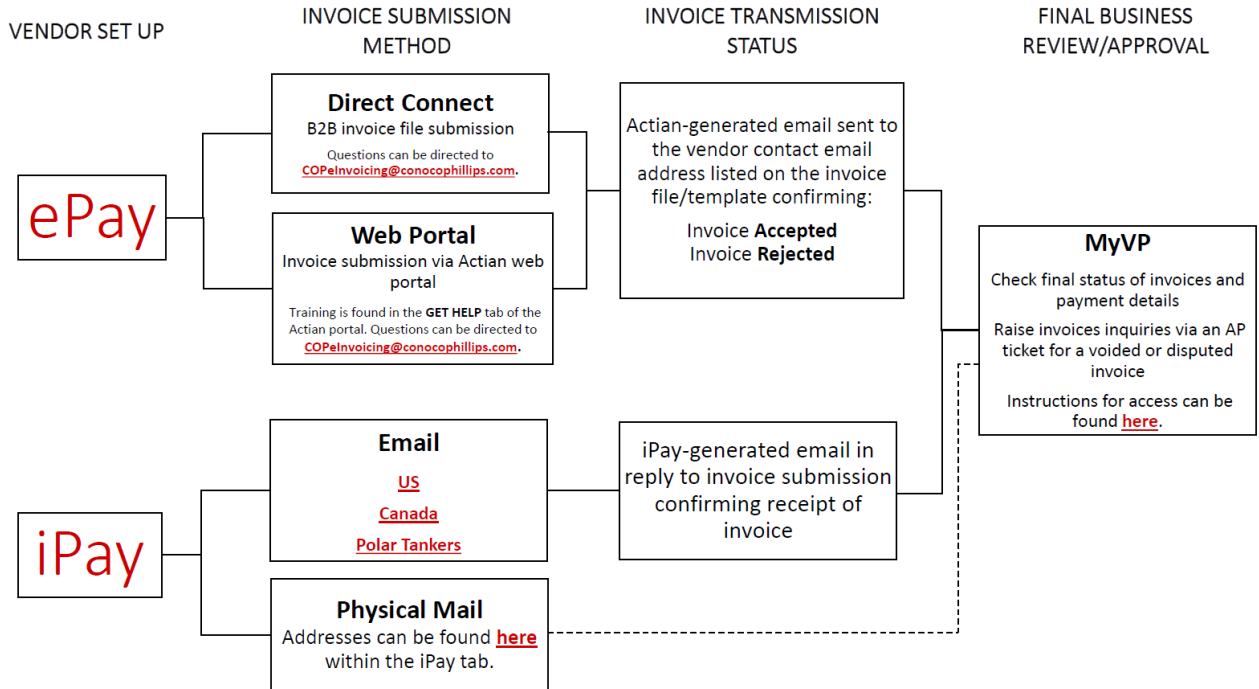 VENDOR SET UP
INVOICE SUBMISSION
METHOD
INVOICE TRANSMISSION
STATUS
FINAL BUSINESS
REVIEW/APPROVAL
ePay
Direct Connect
B2B invoice file submission
Questions can be directed to
COPeInvoicing@conocophillips.com.
Web Portal
Invoice submission via Actian web
portal
Training is found in the GET HELP tab of the
Actian portal. Questions can be directed to
COPeInvoicing@conocophillips.com.
Actian-generated email sent to
the vendor contact email
address listed on the invoice
file/template confirming:
Invoice Accepted
Invoice Rejected
MyVP
Check final status of invoices and
payment details
Raise invoices inquiries via an AP
ticket for a voided or disputed
invoice
Instructions for access can be
found here.
iPay
Email
US
Canada
Polar Tankers
iPay-generated email in
reply to invoice submission
confirming receipt of
invoice
Physical Mail
Addresses can be found here
within the iPay tab.